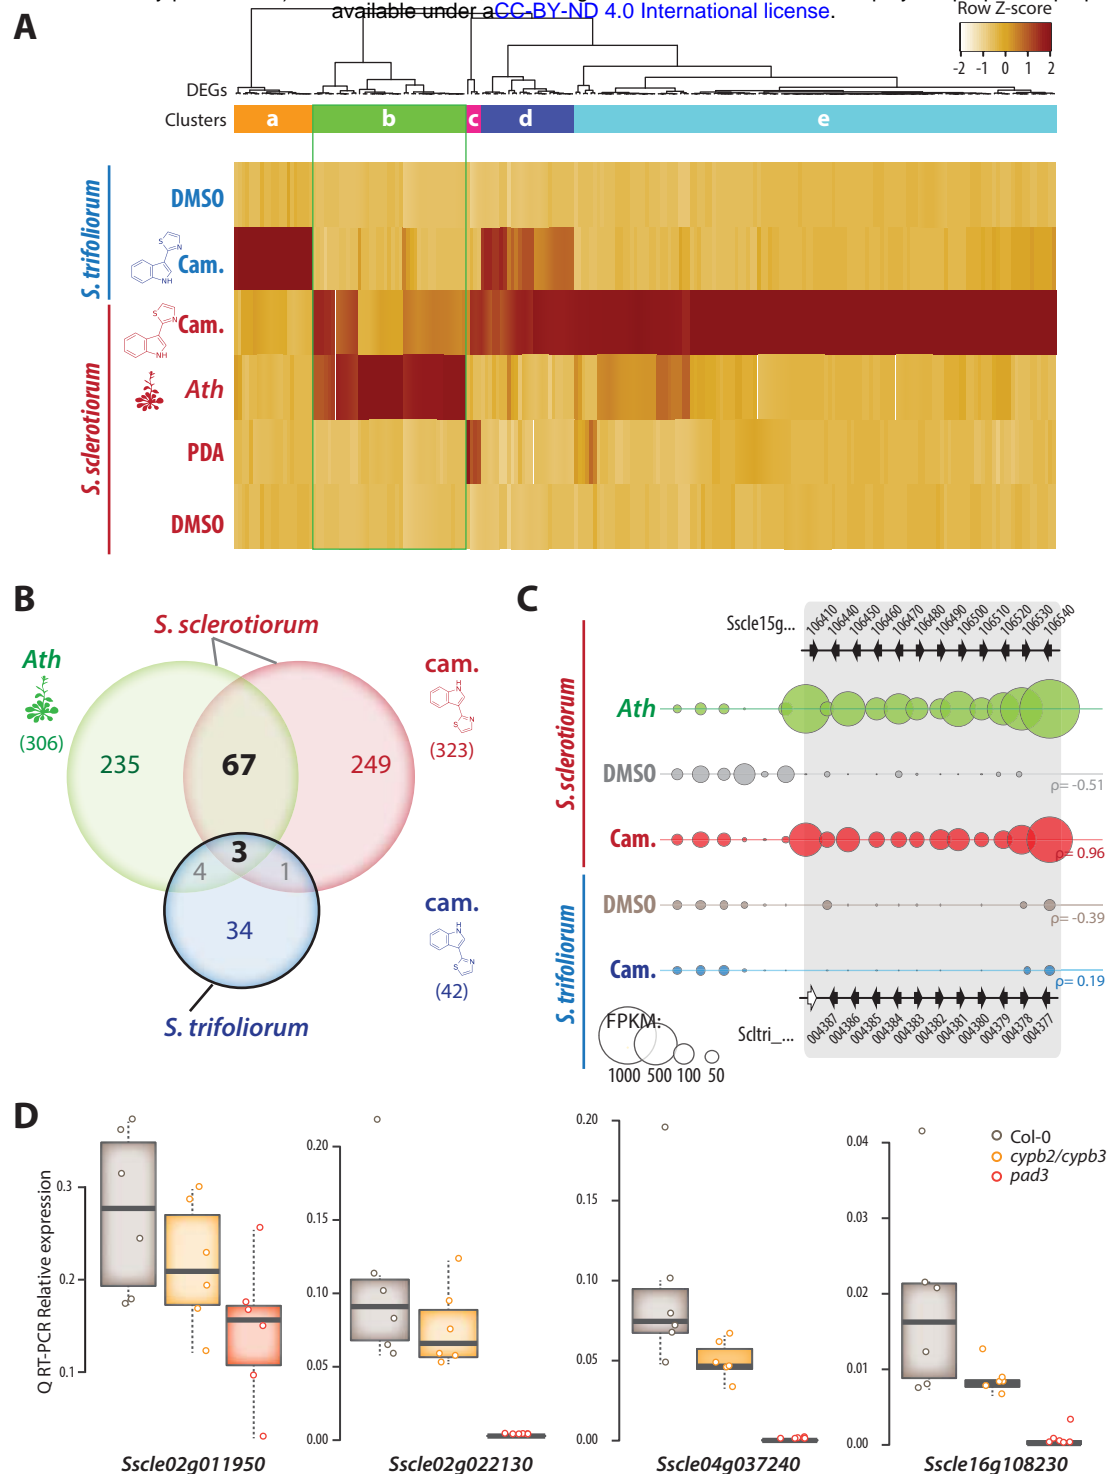 available under aCC-BY-ND 4.0 International license.
A
Row Z-score
-2 -1 0 1 2
DEGs
Clusters
a b c d e
S. trifoliorum
DMSO
Cam.
S. sclerotiorum
Cam.
Ath
PDA
DMSO
B
S. sclerotiorum
Ath
(306)
cam.
(323)
235
67
249
3
4
1
34
cam.
(42)
S. trifoliorum
C
Sscle15g...
106410 106440 106450 106460 106470 106480 106490 106500 106510 106520 106530 106540
S. sclerotiorum
Ath
DMSO
ρ= -0.51
Cam.
ρ= 0.96
S. trifoliorum
DMSO
ρ= -0.39
Cam.
ρ= 0.19
Scltri_...
004387 004386 004385 004384 004383 004382 004381 004380 004379 004378 004377
FPKM:
1000 500 100 50
D
Q RT-PCR Relative expression
0.3
0.2
0.1
Sscle02g011950
0.20
0.15
0.10
0.05
0.00
Sscle02g022130
0.20
0.15
0.10
0.05
0.00
Sscle04g037240
0.04
0.03
0.02
0.01
0.00
Sscle16g108230
Col-0
cypb2/cypb3
pad3